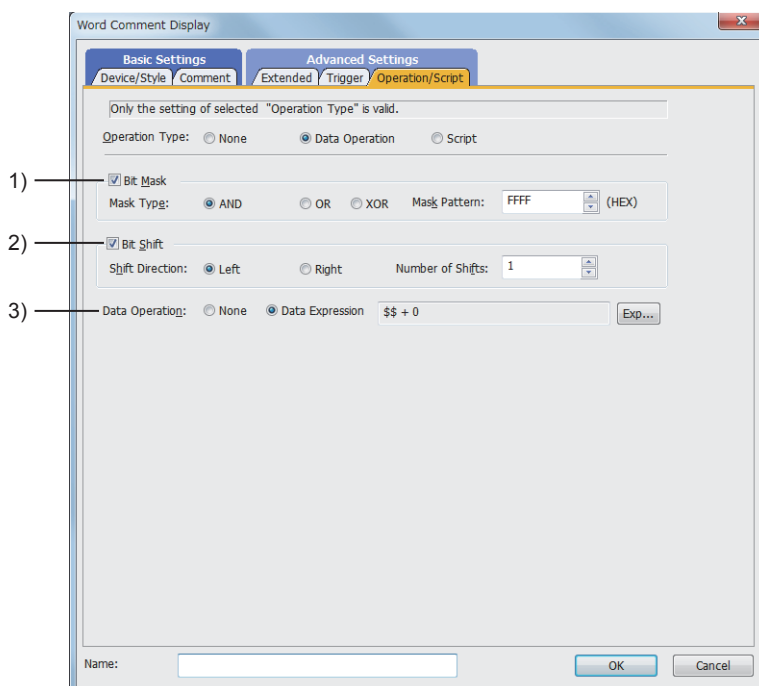 Word Comment Display
Basic Settings Advanced Settings
Device/Style Comment Extended Trigger Operation/Script
Only the setting of selected "Operation Type" is valid.
Operation Type: None Data Operation Script
1) Bit Mask
Mask Type: AND OR XOR Mask Pattern: FFFF (HEX)
2) Bit Shift
Shift Direction: Left Right Number of Shifts: 1
3) Data Operation: None Data Expression $$ + 0 Exp...
Name: OK Cancel